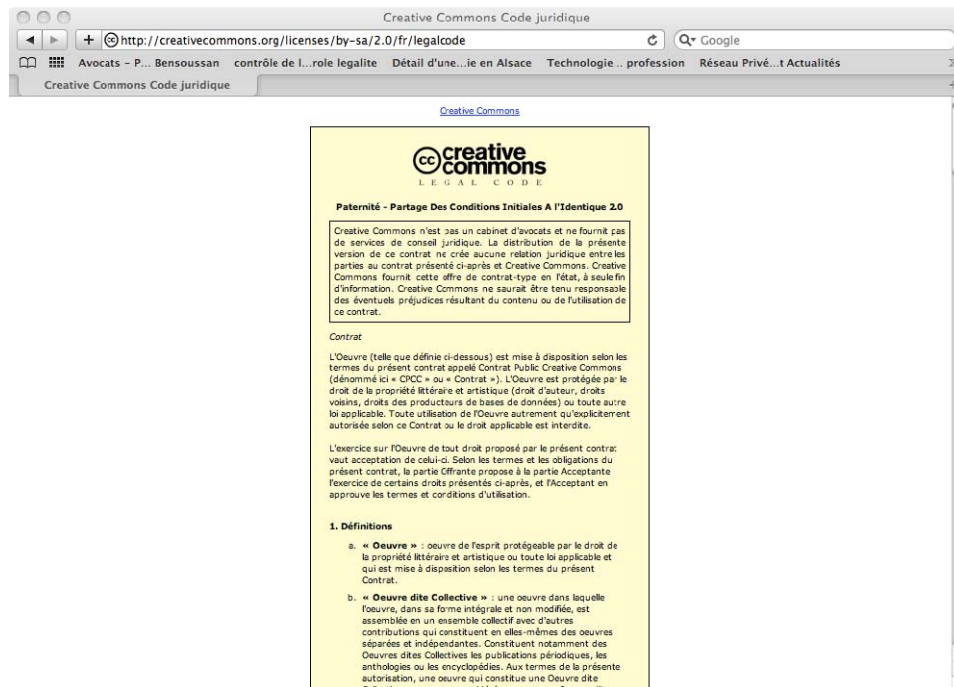 Creative Commons Code juridique
http://creativecommons.org/licenses/by-sa/2.0/fr/legalcode
Google
Avocats – P... Bensoussan contrôle de l...role legalite Détail d'une...ie en Alsace Technologie .. profession Réseau Privé...t Actualités
Creative Commons Code juridique
Creative Commons
cc creative
commons
LEGAL CODE
Paternité - Partage Des Conditions Initiales A l'Identique 2.0
Creative Commons n'est pas un cabinet d'avocats et ne fournit pas
de services de conseil juridique. La distribution de la présente
version de ce contrat ne crée aucune relation juridique entre les
parties au contrat présenté ci-après et Creative Commons. Creative
Commons fournit cette offre de contrat-type en l'état, à seule fin
d'information. Creative Commons ne saurait être tenu responsable
des éventuels préjudices résultant du contenu ou de l'utilisation de
ce contrat.
Contrat
L'Oeuvre (telle que définie ci-dessous) est mise à disposition selon les
termes du présent contrat appelé Contrat Public Creative Commons
(dénommé ici « CPCC » ou « Contrat »). L'Oeuvre est protégée par le
droit de la propriété littéraire et artistique (droit d'auteur, droits
voisins, droits des producteurs de bases de données) ou toute autre
loi applicable. Toute utilisation de l'Oeuvre autrement qu'explicitement
autorisée selon ce Contrat ou le droit applicable est interdite.
L'exercice sur l'Oeuvre de tout droit proposé par le présent contrat
vaut acceptation de celui-ci. Selon les termes et les obligations du
présent contrat, la partie Offrante propose à la partie Acceptante
l'exercice de certains droits présentés ci-après, et l'Acceptant en
approuve les termes et conditions d'utilisation.
1. Définitions
a. « Oeuvre » : oeuvre de l'esprit protégeable par le droit de
la propriété littéraire et artistique ou toute loi applicable et
qui est mise à disposition selon les termes du présent
Contrat.
b. « Oeuvre dite Collective » : une oeuvre dans laquelle
l'oeuvre, dans sa forme intégrale et non modifiée, est
assemblée en un ensemble collectif avec d'autres
contributions qui constituent en elles-mêmes des oeuvres
séparées et indépendantes. Constituent notamment des
Oeuvres dites Collectives les publications périodiques, les
anthologies ou les encyclopédies. Aux termes de la présente
autorisation, une oeuvre qui constitue une Oeuvre dite